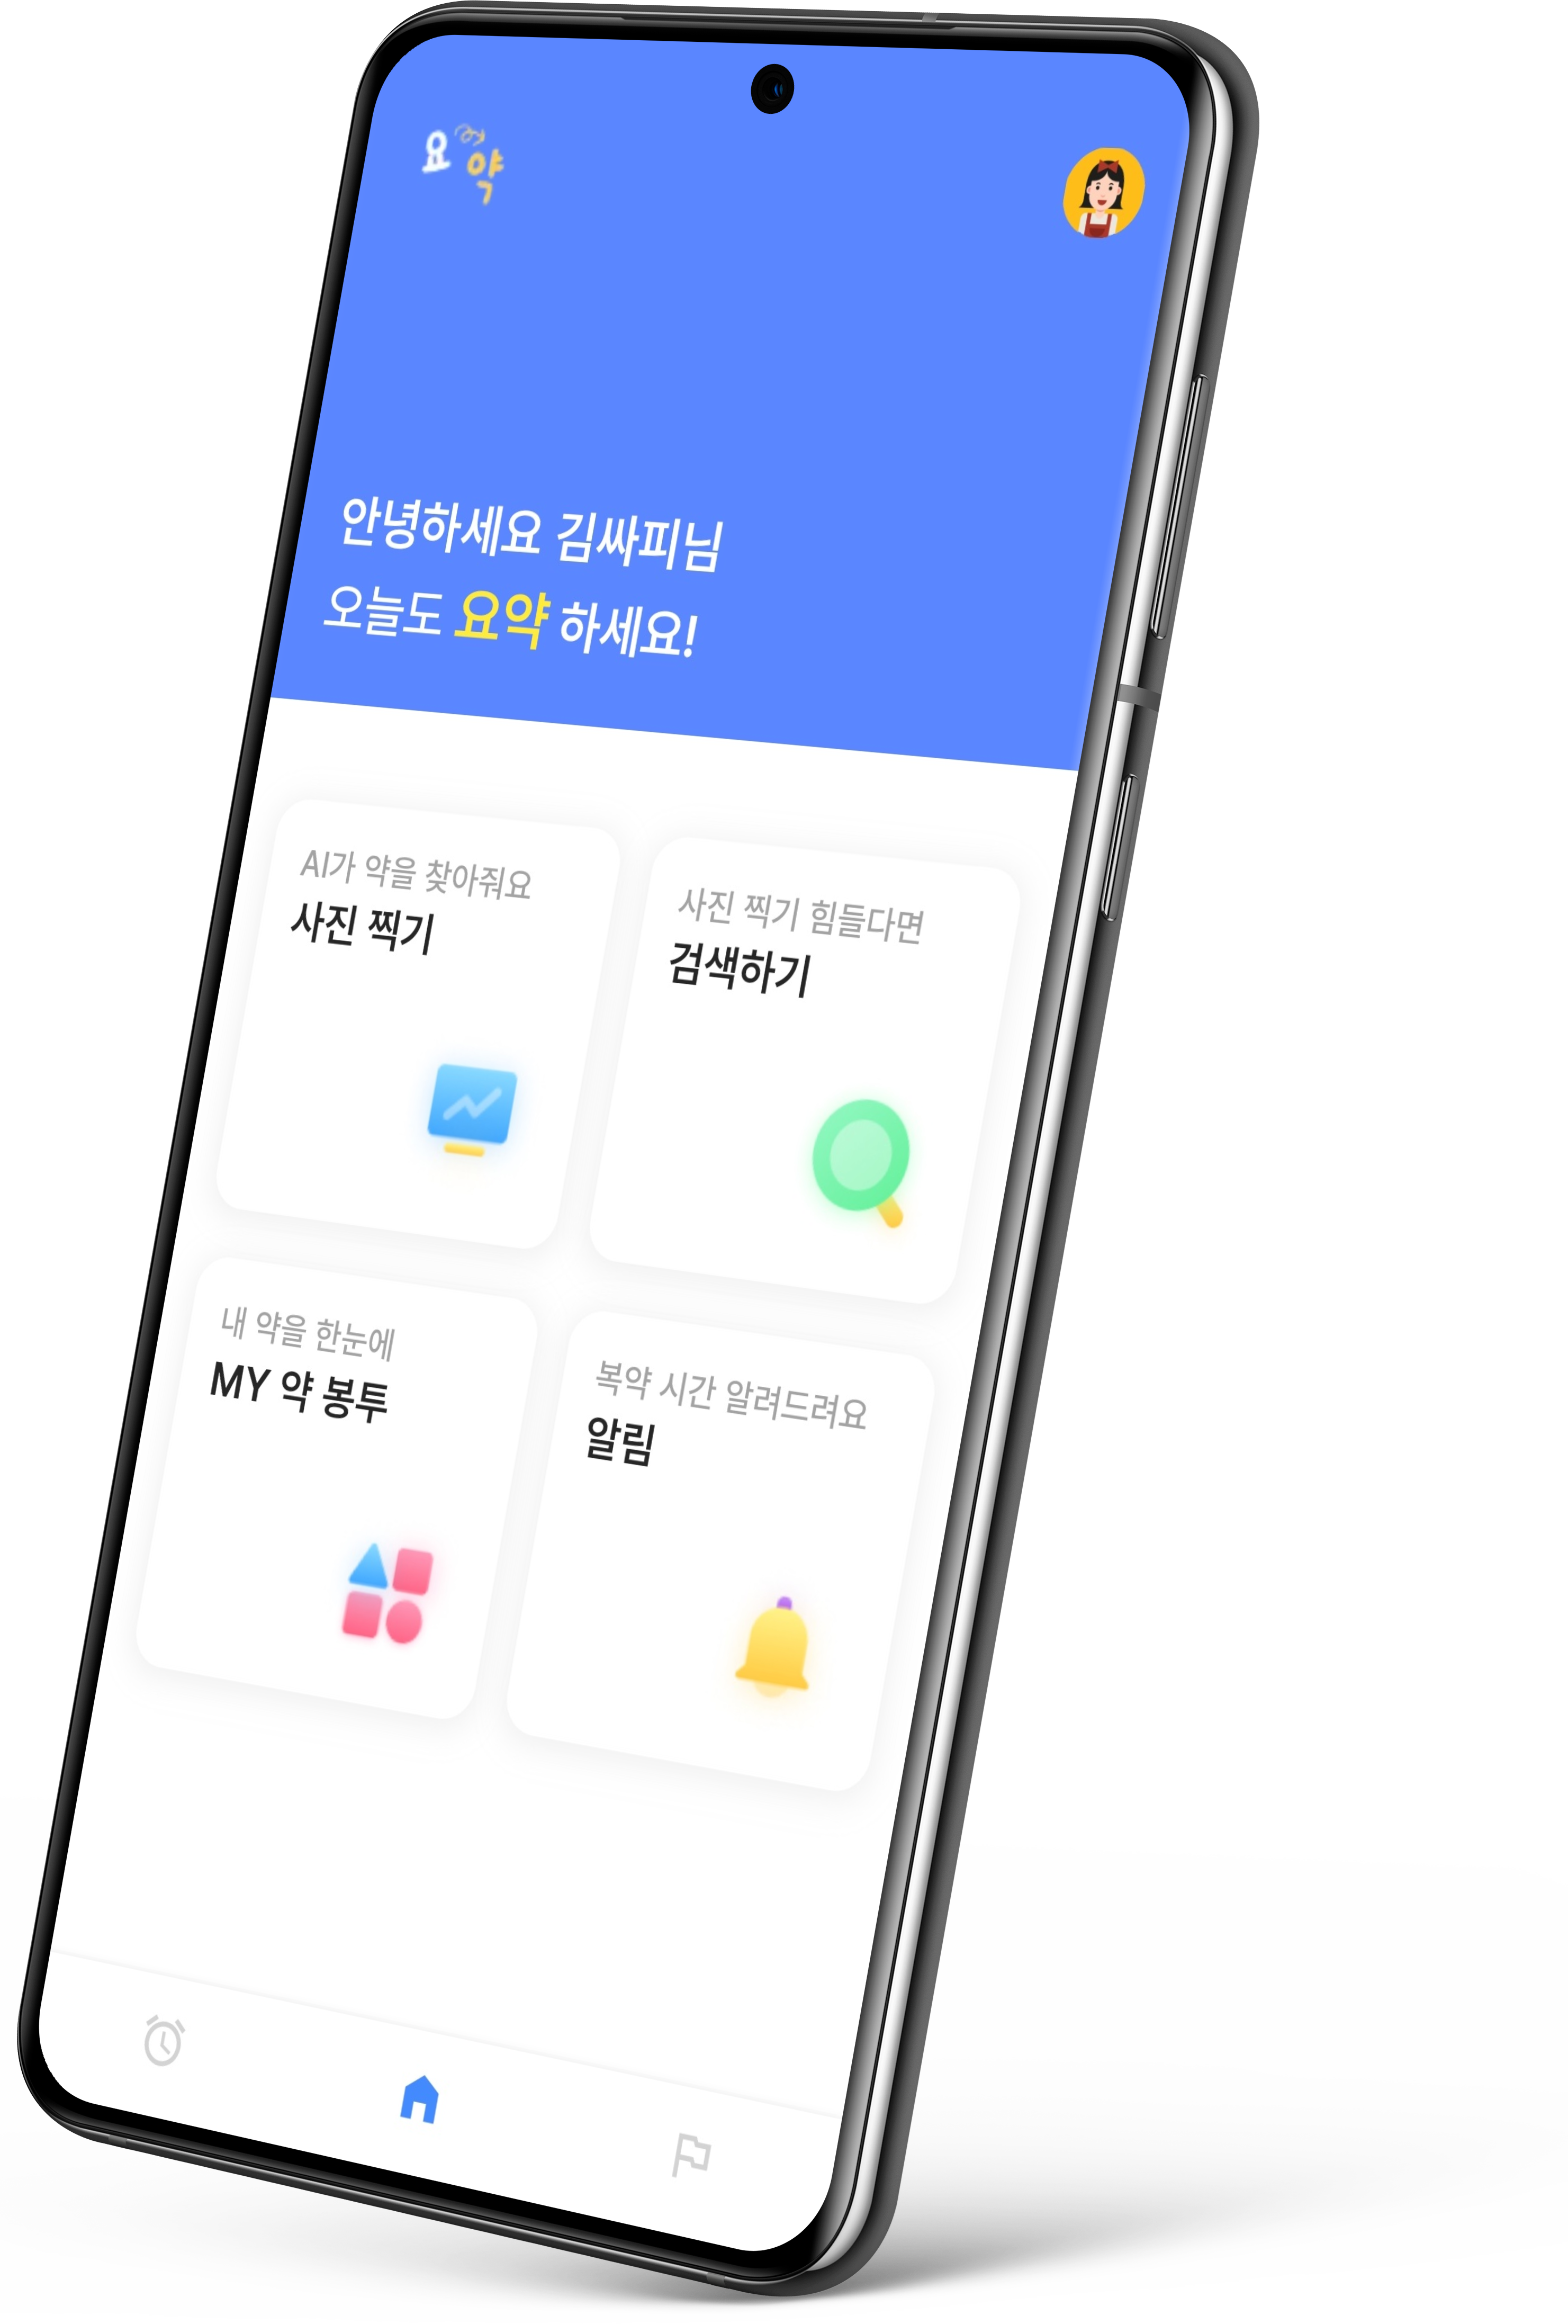 요약
안녕하세요 김싸피님
오늘도 요약 하세요!
AI가 약을 찾아줘요
사진 찍기
사진 찍기 힘들다면
검색하기
내 약을 한눈에
MY 약 봉투
복약 시간 알려드려요
알림